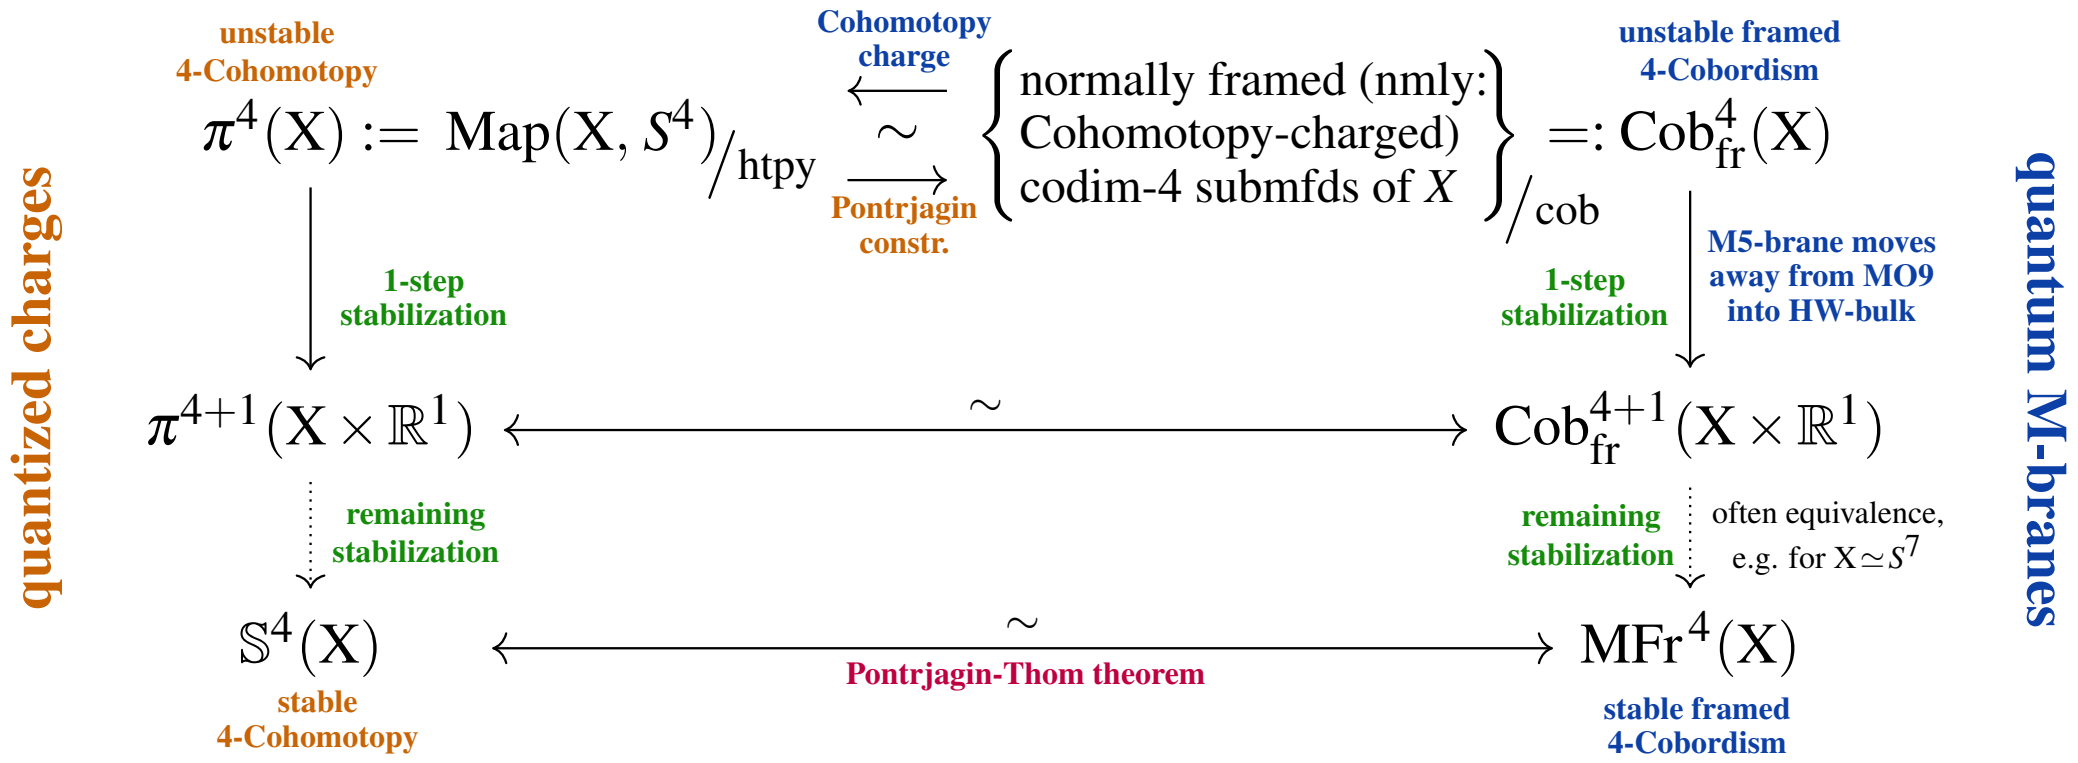 unstable
4-Cohomotopy
Cohomotopy
charge
unstable framed
4-Cobordism
π⁴(X) := Map(X, S⁴)/htpy
∼
normally framed (nmly:
Cohomotopy-charged)
codim-4 submfds of X
/cob
=: Cob⁴_fr(X)
Pontrjagin
constr.
quantized charges
quantum M-branes
1-step
stabilization
1-step
stabilization
M5-brane moves
away from MO9
into HW-bulk
π⁴⁺¹(X × ℝ¹)
∼
Cob⁴⁺¹_fr(X × ℝ¹)
remaining
stabilization
remaining
stabilization
often equivalence,
e.g. for X ≃ S⁷
𝕊⁴(X)
∼
Pontrjagin-Thom theorem
MFr⁴(X)
stable
4-Cohomotopy
stable framed
4-Cobordism